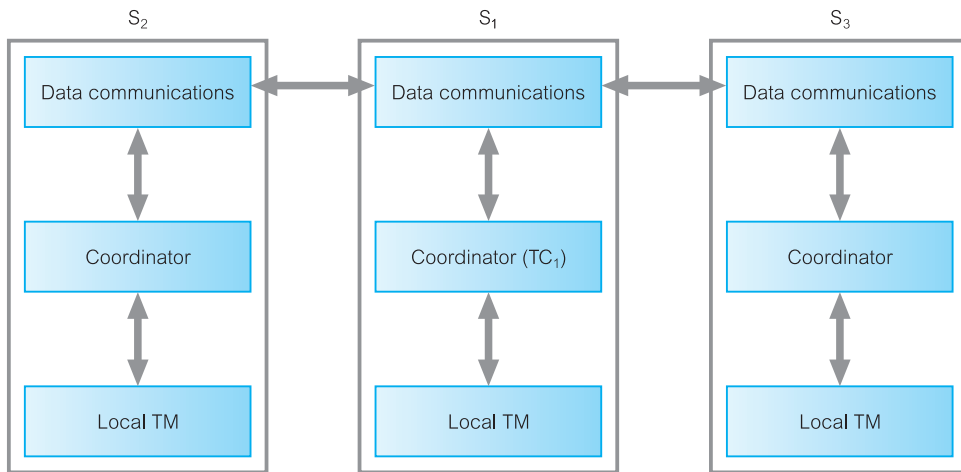 S₂
S₁
S₃
Data communications
Data communications
Data communications
Coordinator
Coordinator (TC₁)
Coordinator
Local TM
Local TM
Local TM